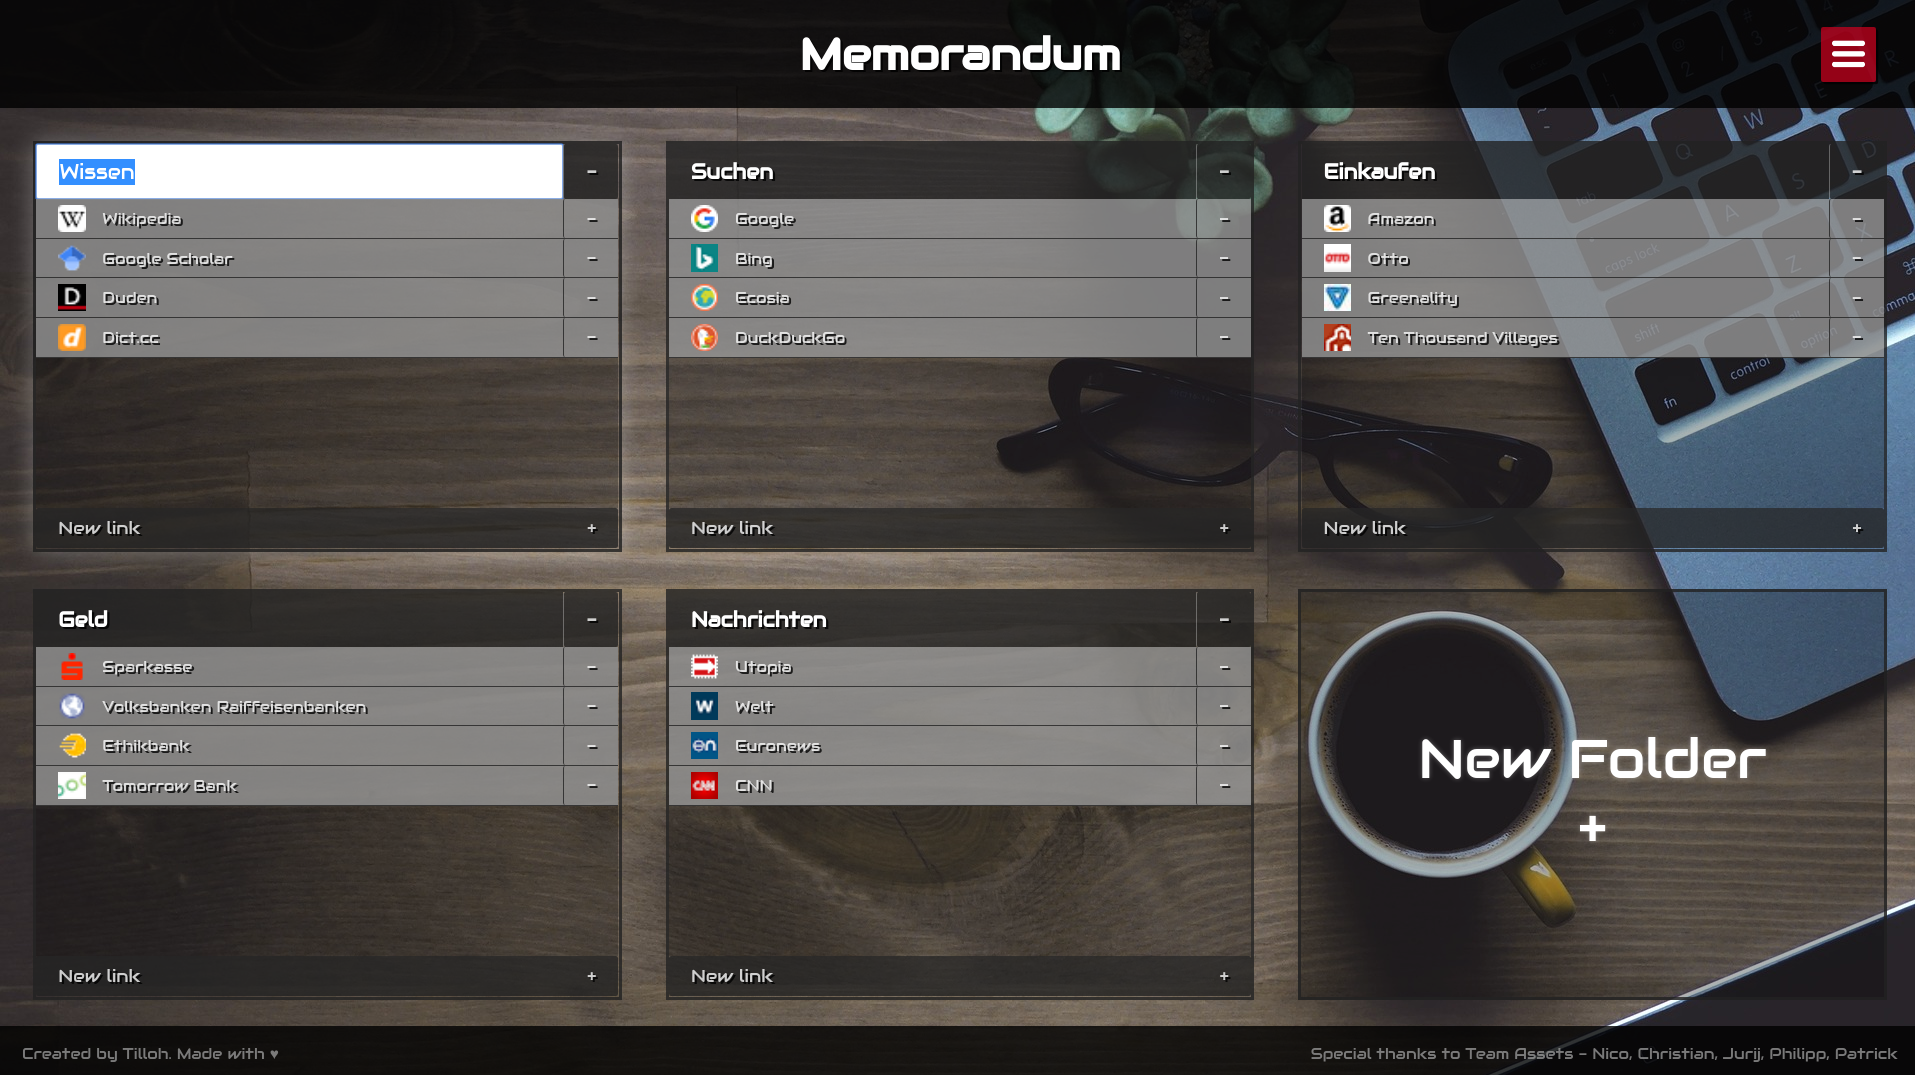 Memorandum
Wissen -
Wikipedia -
Google Scholar -
Duden -
Dict.cc -
New link +
Suchen -
Google -
Bing -
Ecosia -
DuckDuckGo -
New link +
Einkaufen -
Amazon -
Otto -
Greenality -
Ten Thousand Villages -
New link +
Geld -
Sparkasse -
Volksbanken Raiffeisenbanken -
Ethikbank -
Tomorrow Bank -
New link +
Nachrichten -
Utopia -
Welt -
Euronews -
CNN -
New link +
New Folder
+
Created by Tilloh. Made with ♥
Special thanks to Team Assets - Nico, Christian, Jurij, Philipp, Patrick